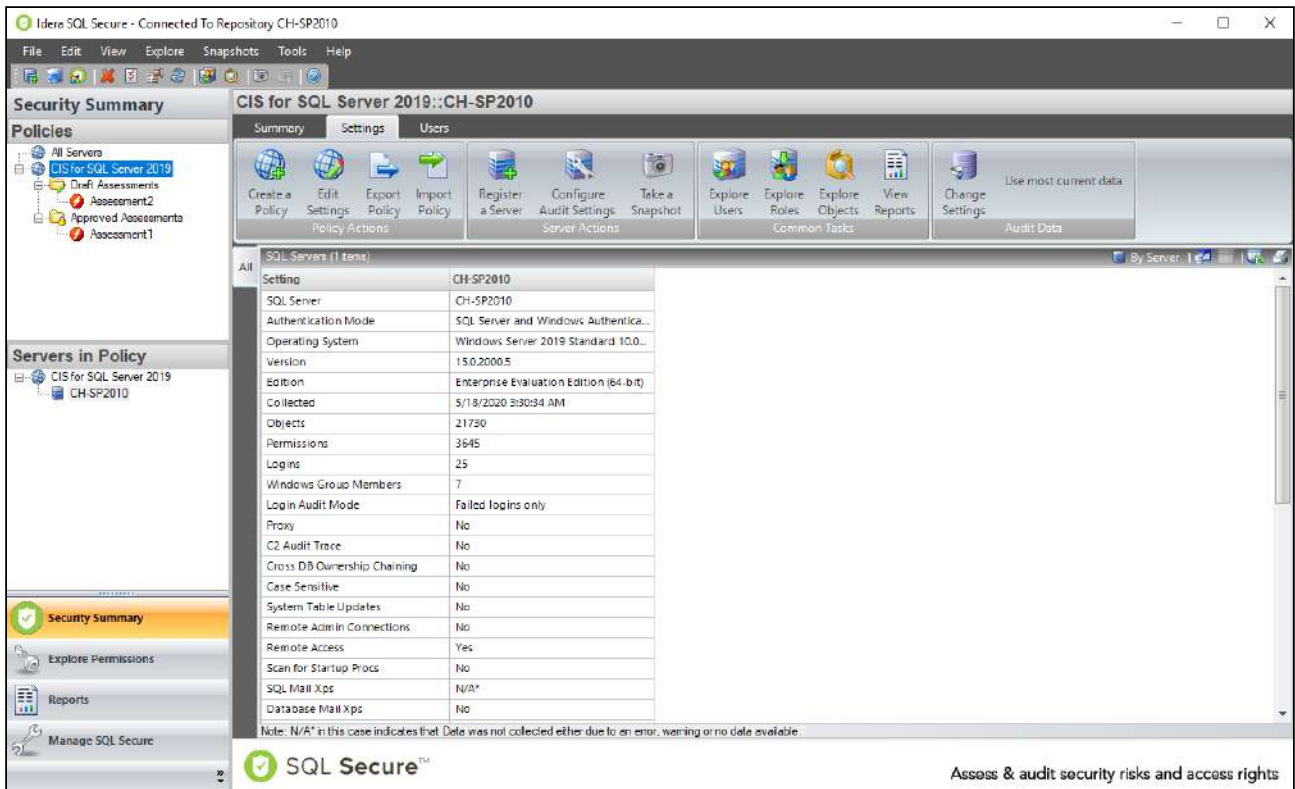 Idera SQL Secure - Connected To Repository CH-SP2010
File Edit View Explore Snapshots Tools Help
Security Summary
Policies
All Servers
CIS for SQL Server 2019
Draft Assessments
Assessment2
Approved Assessments
Assessment1
Servers in Policy
CIS for SQL Server 2019
CH-SP2010
Security Summary
Explore Permissions
Reports
Manage SQL Secure
CIS for SQL Server 2019::CH-SP2010
Summary Settings Users
Create a Policy
Edit Settings
Export Policy
Import Policy
Policy Actions
Register a Server
Configure Audit Settings
Take a Snapshot
Server Actions
Explore Users
Explore Roles
Explore Objects
View Reports
Common Tasks
Change Settings
Use most current data
Audit Data
All
SQL Servers (1 items)
By Server
Setting CH-SP2010
SQL Server CH-SP2010
Authentication Mode SQL Server and Windows Authentica...
Operating System Windows Server 2019 Standard 10.0...
Version 15.0.2000.5
Edition Enterprise Evaluation Edition (64-bit)
Collected 5/18/2020 3:30:34 AM
Objects 21730
Permissions 3645
Logins 25
Windows Group Members 7
Login Audit Mode Failed logins only
Proxy No
C2 Audit Trace No
Cross DB Ownership Chaining No
Case Sensitive No
System Table Updates No
Remote Admin Connections No
Remote Access Yes
Scan for Startup Procs No
SQL Mail Xps N/A*
Database Mail Xps No
Note: N/A* in this case indicates that Data was not collected either due to an error, warning or no data available.
SQL Secure™
Assess & audit security risks and access rights